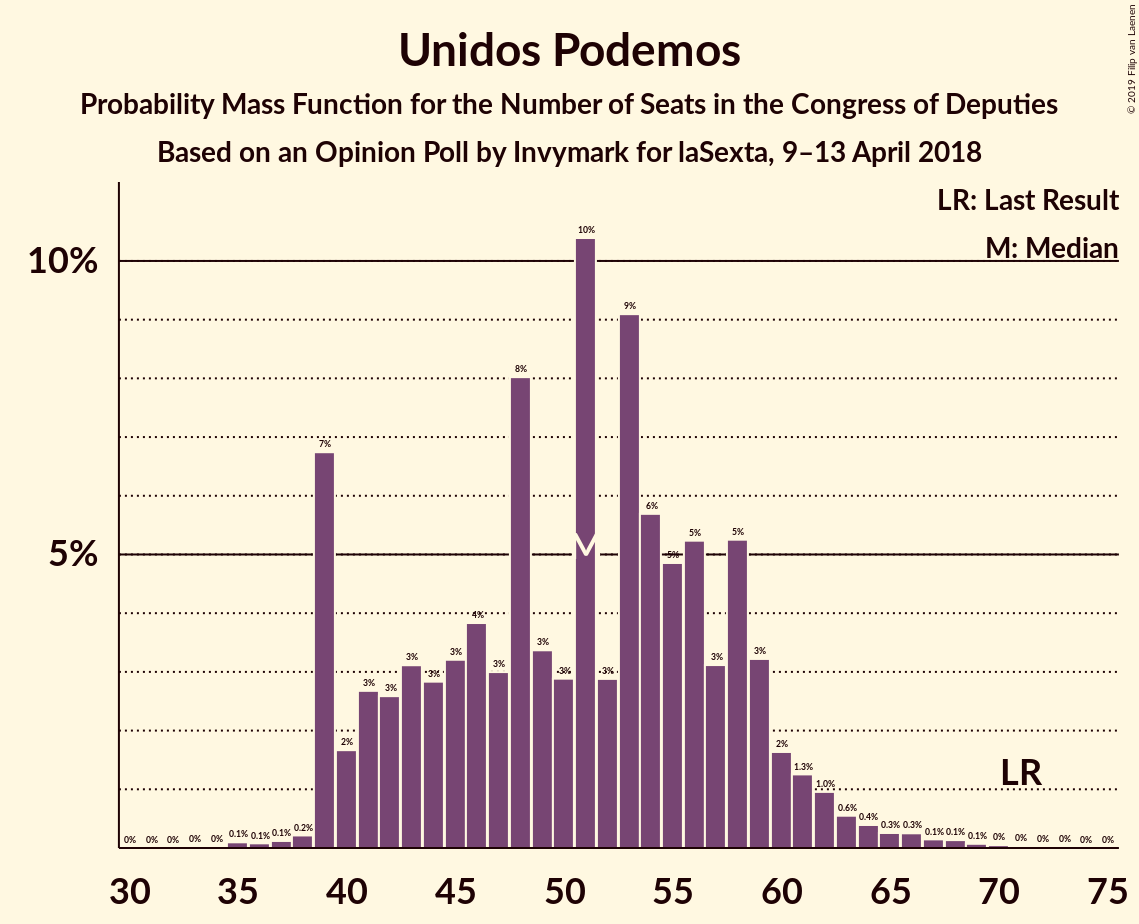 Unidos Podemos
Probability Mass Function for the Number of Seats in the Congress of Deputies
Based on an Opinion Poll by Invymark for laSexta, 9–13 April 2018
© 2019 Filip van Laenen
LR: Last Result
M: Median
10%
5%
0% 0% 0% 0% 0% 0.1% 0.1% 0.1% 0.2% 7% 2% 3% 3% 3% 3% 3% 4% 3% 8% 3% 3% 10% 3% 9% 6% 5% 5% 3% 5% 3% 2% 1.3% 1.0% 0.6% 0.4% 0.3% 0.3% 0.1% 0.1% 0.1% 0% 0% 0% 0% 0% 0%
LR
30 35 40 45 50 55 60 65 70 75